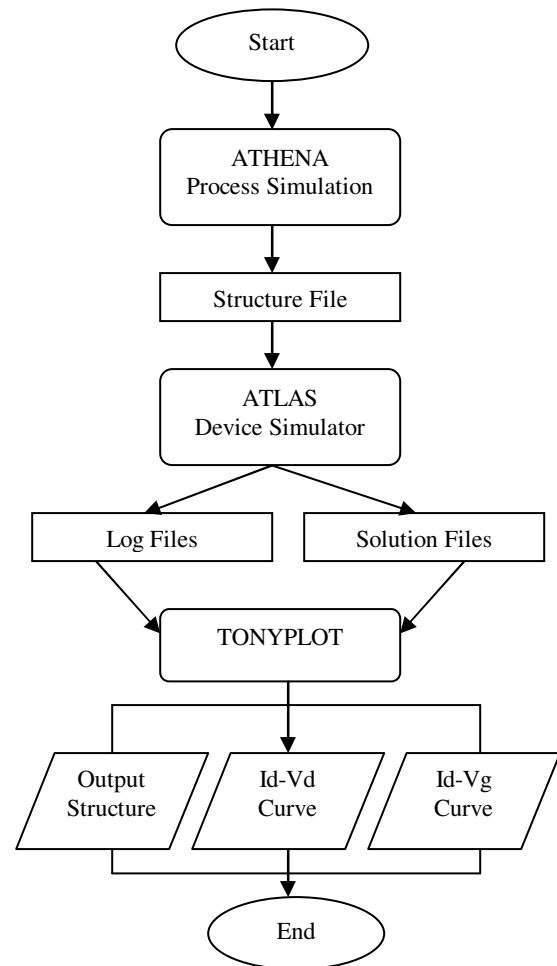 Start
ATHENA
Process Simulation
Structure File
ATLAS
Device Simulator
Log Files
Solution Files
TONYPLOT
Output
Structure
Id-Vd
Curve
Id-Vg
Curve
End